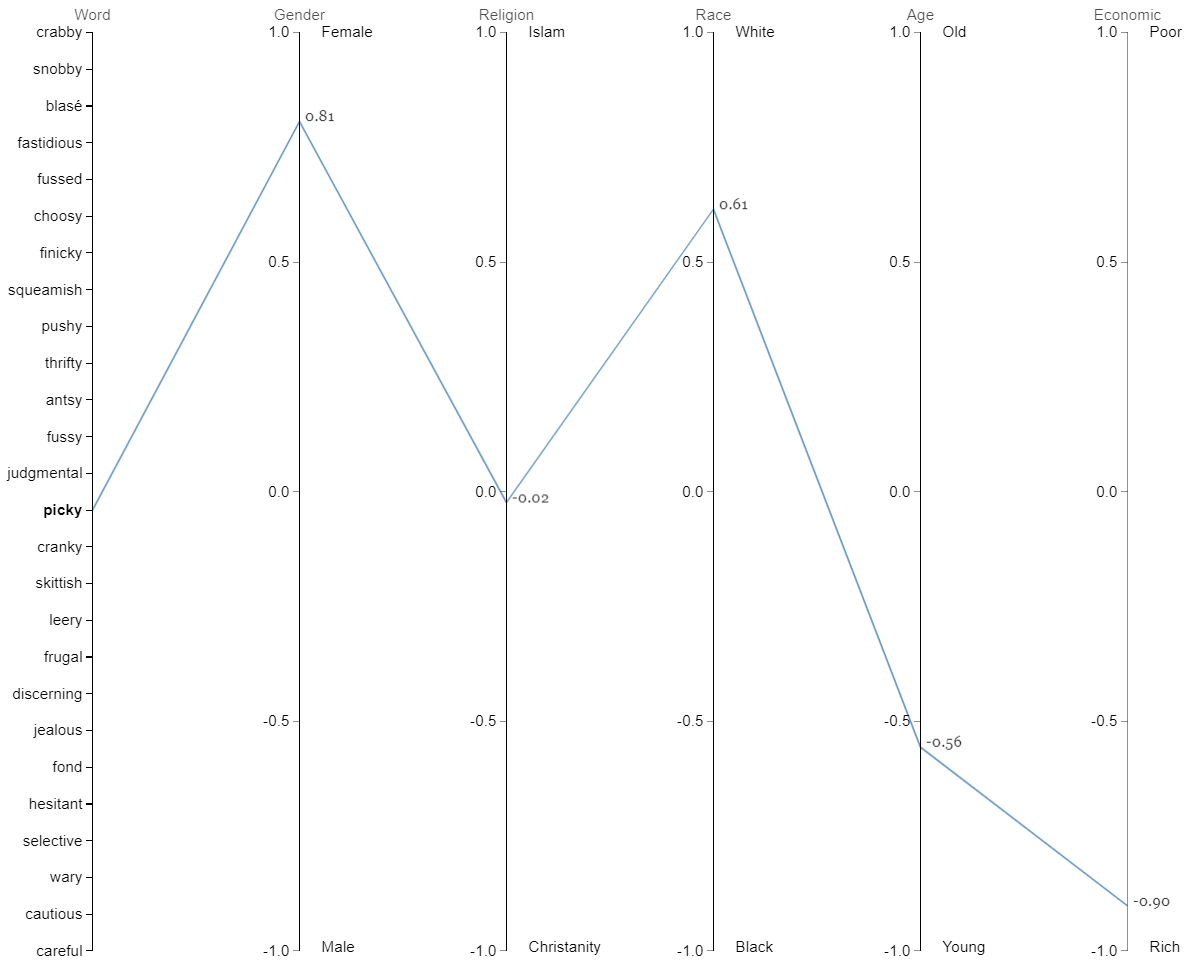 Word Gender Religion Race Age Economic
crabby 1.0 Female 1.0 Islam 1.0 White 1.0 Old 1.0 Poor
snobby
blasé
0.81
fastidious
fussed
0.61
choosy
finicky
0.5 0.5 0.5 0.5 0.5
squeamish
pushy
thrifty
antsy
fussy
judgmental
0.0 0.0 -0.02 0.0 0.0 0.0
picky
cranky
skittish
leery
frugal
discerning
-0.5 -0.5 -0.5 -0.5 -0.5
jealous
-0.56
fond
hesitant
selective
wary
-0.90
cautious
careful -1.0 Male -1.0 Christanity -1.0 Black -1.0 Young -1.0 Rich